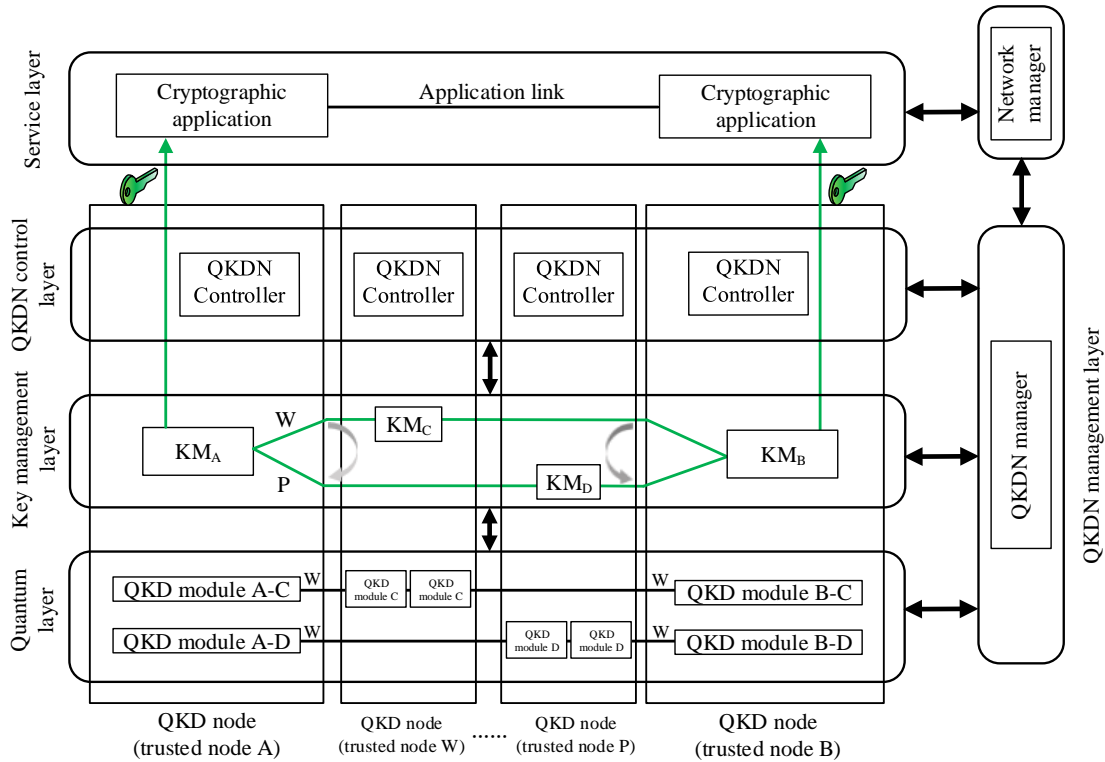 Service layer
Cryptographic
application
Application link
Cryptographic
application
Network
manager
QKDN control
layer
QKDN
Controller
QKDN
Controller
QKDN
Controller
QKDN
Controller
Key management
layer
KMA
W
P
KMC
KMD
KMB
QKDN manager
QKDN management layer
Quantum
layer
QKD module A-C
W
QKD
module C
QKD
module C
W
QKD module B-C
QKD module A-D
W
QKD
module D
QKD
module D
W
QKD module B-D
QKD node
(trusted node A)
QKD node
(trusted node W)
......
QKD node
(trusted node P)
QKD node
(trusted node B)